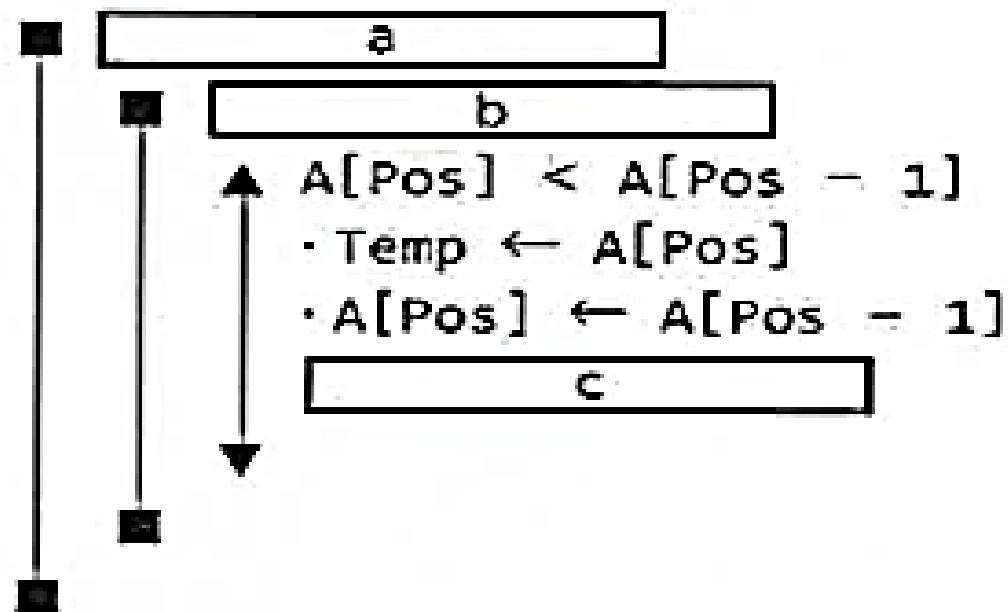 a
b
A[Pos] < A[Pos - 1]
·Temp ← A[Pos]
·A[Pos] ← A[Pos - 1]
c